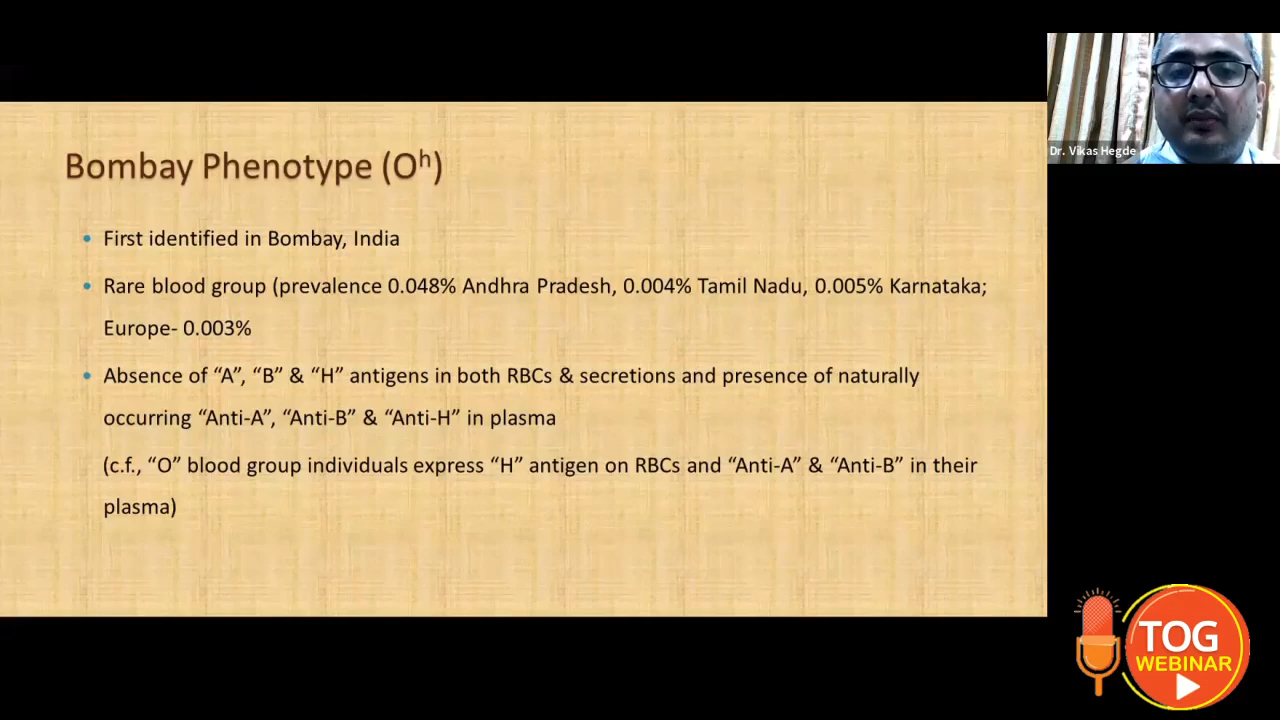 Bombay Phenotype (Oʰ)
• First identified in Bombay, India
• Rare blood group (prevalence 0.048% Andhra Pradesh, 0.004% Tamil Nadu, 0.005% Karnataka;
Europe- 0.003%
• Absence of “A”, “B” & “H” antigens in both RBCs & secretions and presence of naturally
occurring “Anti-A”, “Anti-B” & “Anti-H” in plasma
(c.f., “O” blood group individuals express “H” antigen on RBCs and “Anti-A” & “Anti-B” in their
plasma)
Dr. Vikas Hegde
TOG
WEBINAR